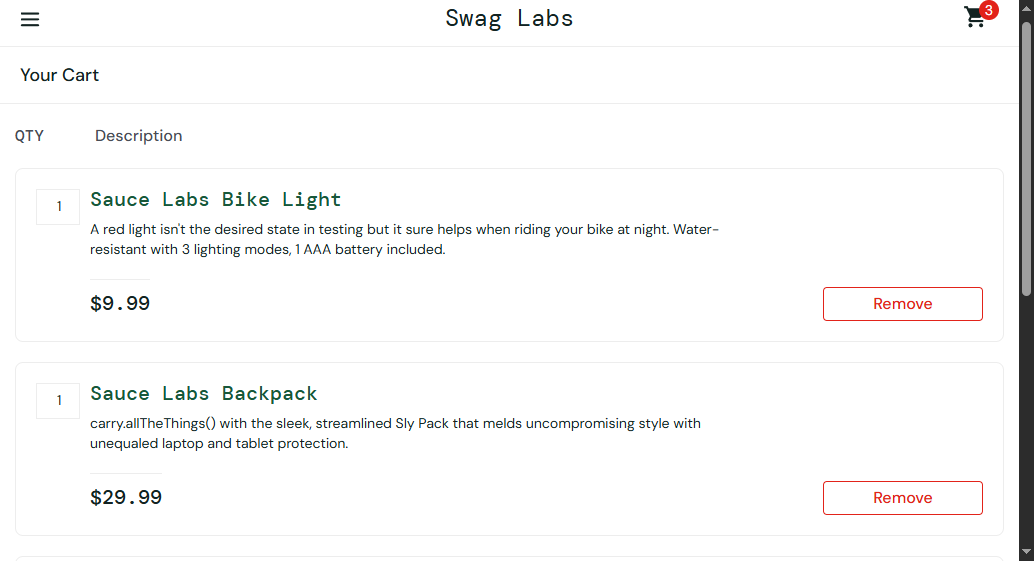 Swag Labs
3
Your Cart
QTY Description
1
Sauce Labs Bike Light
A red light isn't the desired state in testing but it sure helps when riding your bike at night. Water-
resistant with 3 lighting modes, 1 AAA battery included.
$9.99
Remove
1
Sauce Labs Backpack
carry.allTheThings() with the sleek, streamlined Sly Pack that melds uncompromising style with
unequaled laptop and tablet protection.
$29.99
Remove